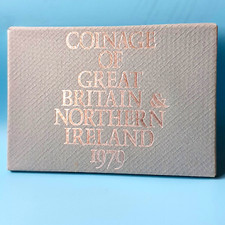 COINAGE
OF
GREAT
BRITAIN &
NORTHERN
IRELAND
1979